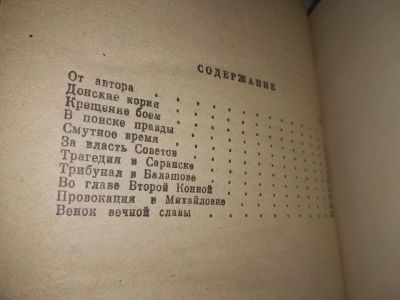 СОДЕРЖАНИЕ
От автора . . . . . . . . .
Донские корни . . . . . . . .
Крещение боем . . . . . . . .
В поиске правды . . . . . . .
Смутное время . . . . . . . .
За власть Советов . . . . . . .
Трагедия в Саранске . . . . . .
Трибунал в Балашове . . . . . .
Во главе Второй Конной . . . . .
Провокация в Михайловке . . . . .
Венок вечной славы . . . . . . .